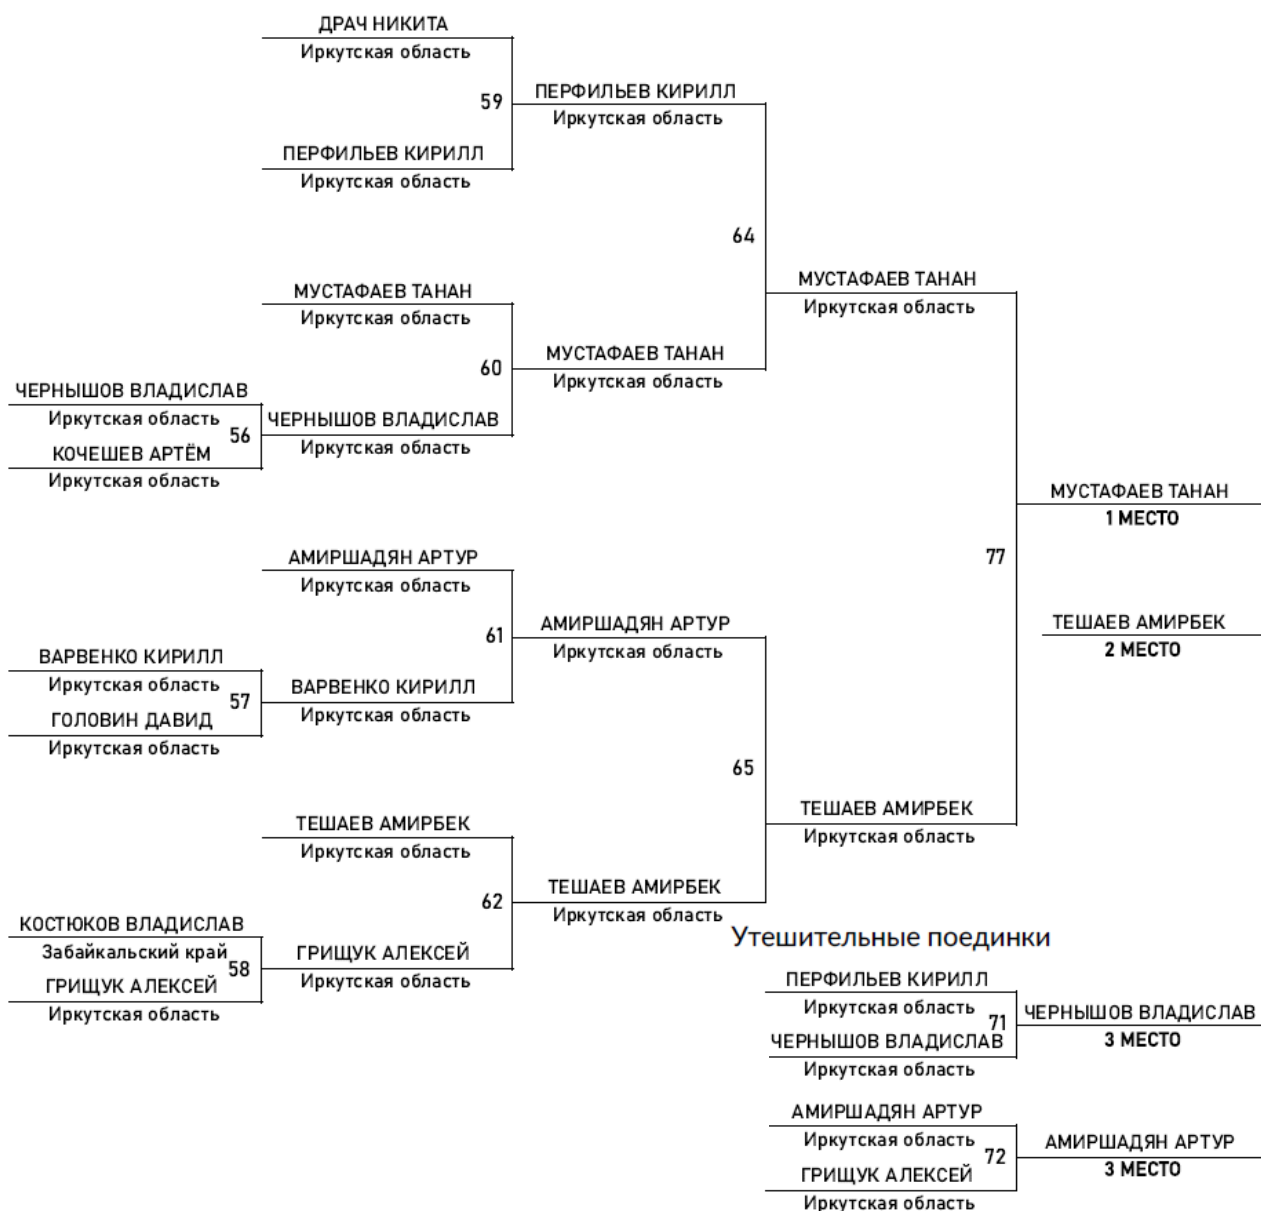 ДРАЧ НИКИТА
Иркутская область
59
ПЕРФИЛЬЕВ КИРИЛЛ
Иркутская область
ПЕРФИЛЬЕВ КИРИЛЛ
Иркутская область
64
МУСТАФАЕВ ТАНАН
Иркутская область
МУСТАФАЕВ ТАНАН
Иркутская область
60
МУСТАФАЕВ ТАНАН
Иркутская область
ЧЕРНЫШОВ ВЛАДИСЛАВ
Иркутская область
56
ЧЕРНЫШОВ ВЛАДИСЛАВ
Иркутская область
КОЧЕШЕВ АРТЁМ
Иркутская область
МУСТАФАЕВ ТАНАН
1 МЕСТО
77
АМИРШАДЯН АРТУР
Иркутская область
61
АМИРШАДЯН АРТУР
Иркутская область
ТЕШАЕВ АМИРБЕК
2 МЕСТО
ВАРВЕНКО КИРИЛЛ
Иркутская область
57
ВАРВЕНКО КИРИЛЛ
Иркутская область
ГОЛОВИН ДАВИД
Иркутская область
65
ТЕШАЕВ АМИРБЕК
Иркутская область
ТЕШАЕВ АМИРБЕК
Иркутская область
62
ТЕШАЕВ АМИРБЕК
Иркутская область
КОСТЮКОВ ВЛАДИСЛАВ
Забайкальский край
58
ГРИЩУК АЛЕКСЕЙ
Иркутская область
ГРИЩУК АЛЕКСЕЙ
Иркутская область
Утешительные поединки
ПЕРФИЛЬЕВ КИРИЛЛ
Иркутская область
71
ЧЕРНЫШОВ ВЛАДИСЛАВ
3 МЕСТО
ЧЕРНЫШОВ ВЛАДИСЛАВ
Иркутская область
АМИРШАДЯН АРТУР
Иркутская область
72
АМИРШАДЯН АРТУР
3 МЕСТО
ГРИЩУК АЛЕКСЕЙ
Иркутская область